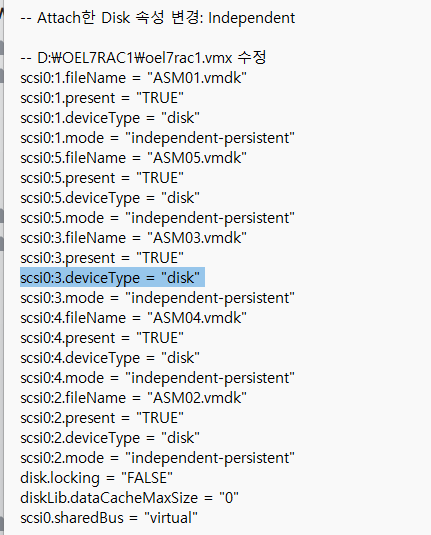 -- Attach한 Disk 속성 변경: Independent
-- D:₩OEL7RAC1₩oel7rac1.vmx 수정
scsi0:1.fileName = "ASM01.vmdk"
scsi0:1.present = "TRUE"
scsi0:1.deviceType = "disk"
scsi0:1.mode = "independent-persistent"
scsi0:5.fileName = "ASM05.vmdk"
scsi0:5.present = "TRUE"
scsi0:5.deviceType = "disk"
scsi0:5.mode = "independent-persistent"
scsi0:3.fileName = "ASM03.vmdk"
scsi0:3.present = "TRUE"
scsi0:3.deviceType = "disk"
scsi0:3.mode = "independent-persistent"
scsi0:4.fileName = "ASM04.vmdk"
scsi0:4.present = "TRUE"
scsi0:4.deviceType = "disk"
scsi0:4.mode = "independent-persistent"
scsi0:2.fileName = "ASM02.vmdk"
scsi0:2.present = "TRUE"
scsi0:2.deviceType = "disk"
scsi0:2.mode = "independent-persistent"
disk.locking = "FALSE"
diskLib.dataCacheMaxSize = "0"
scsi0.sharedBus = "virtual"